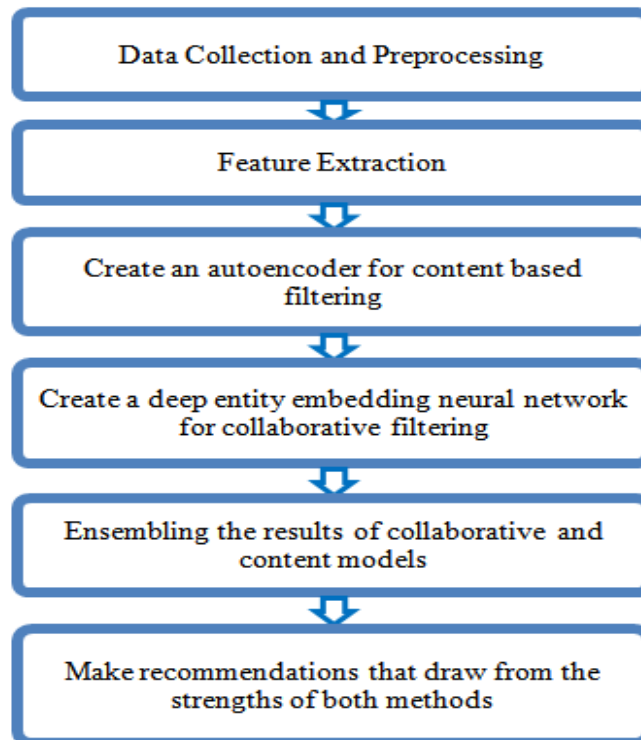 Data Collection and Preprocessing
Feature Extraction
Create an autoencoder for content based
filtering
Create a deep entity embedding neural network
for collaborative filtering
Ensembling the results of collaborative and
content models
Make recommendations that draw from the
strengths of both methods